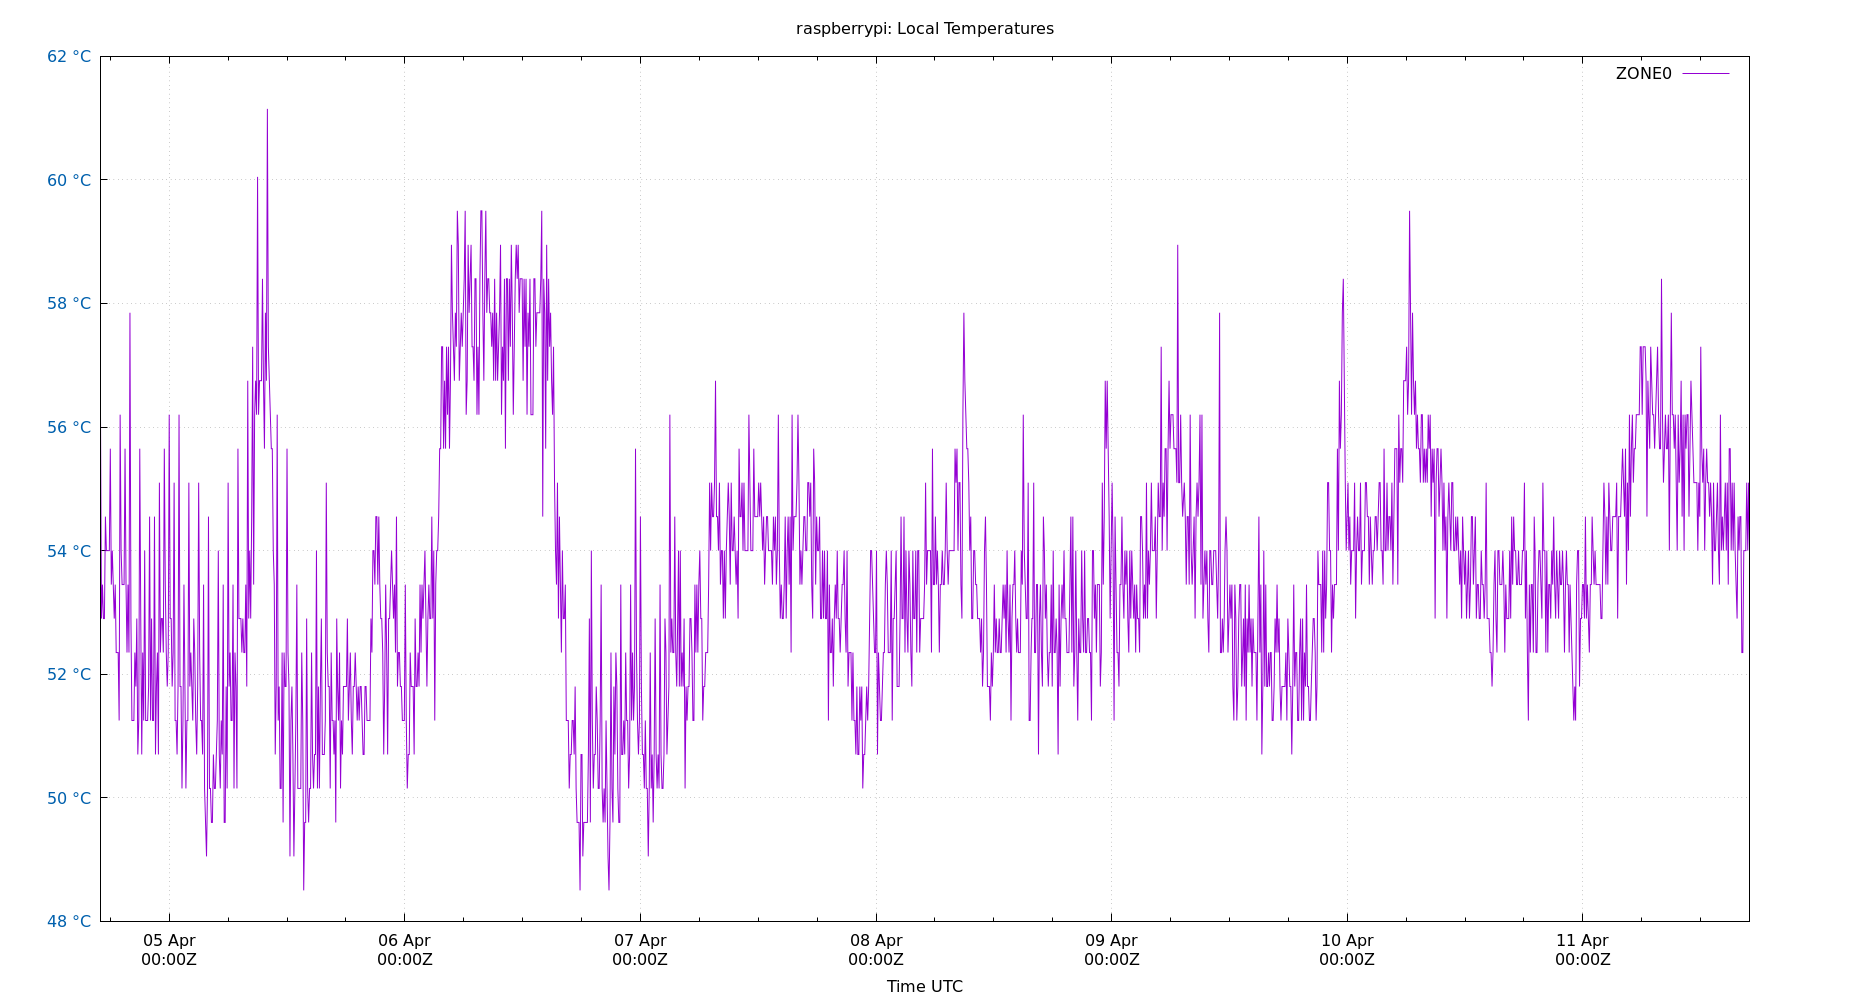 raspberrypi: Local Temperatures
62 °C
ZONE0
60 °C
58 °C
56 °C
54 °C
52 °C
50 °C
48 °C
05 Apr 06 Apr 07 Apr 08 Apr 09 Apr 10 Apr 11 Apr
00:00Z 00:00Z 00:00Z 00:00Z 00:00Z 00:00Z 00:00Z
Time UTC